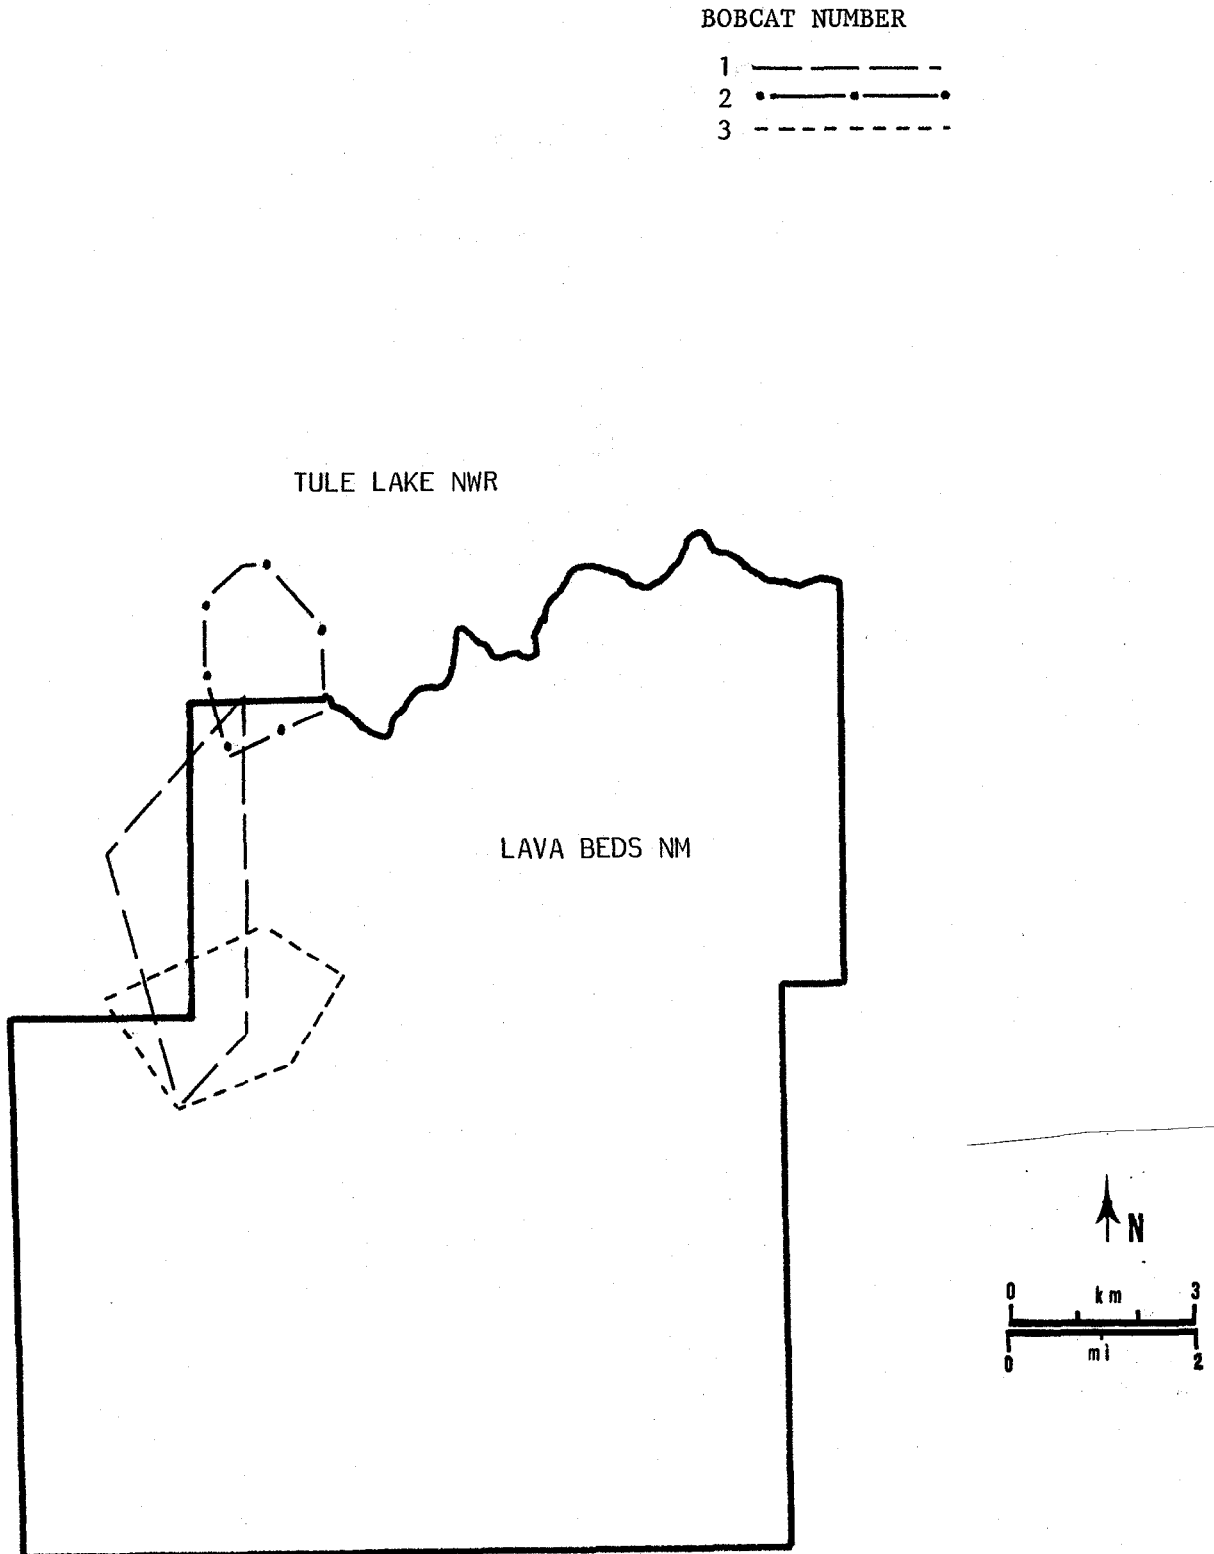 BOBCAT NUMBER
1
2
3
TULE LAKE NWR
LAVA BEDS NM
N
0 km 3
0 mi 2